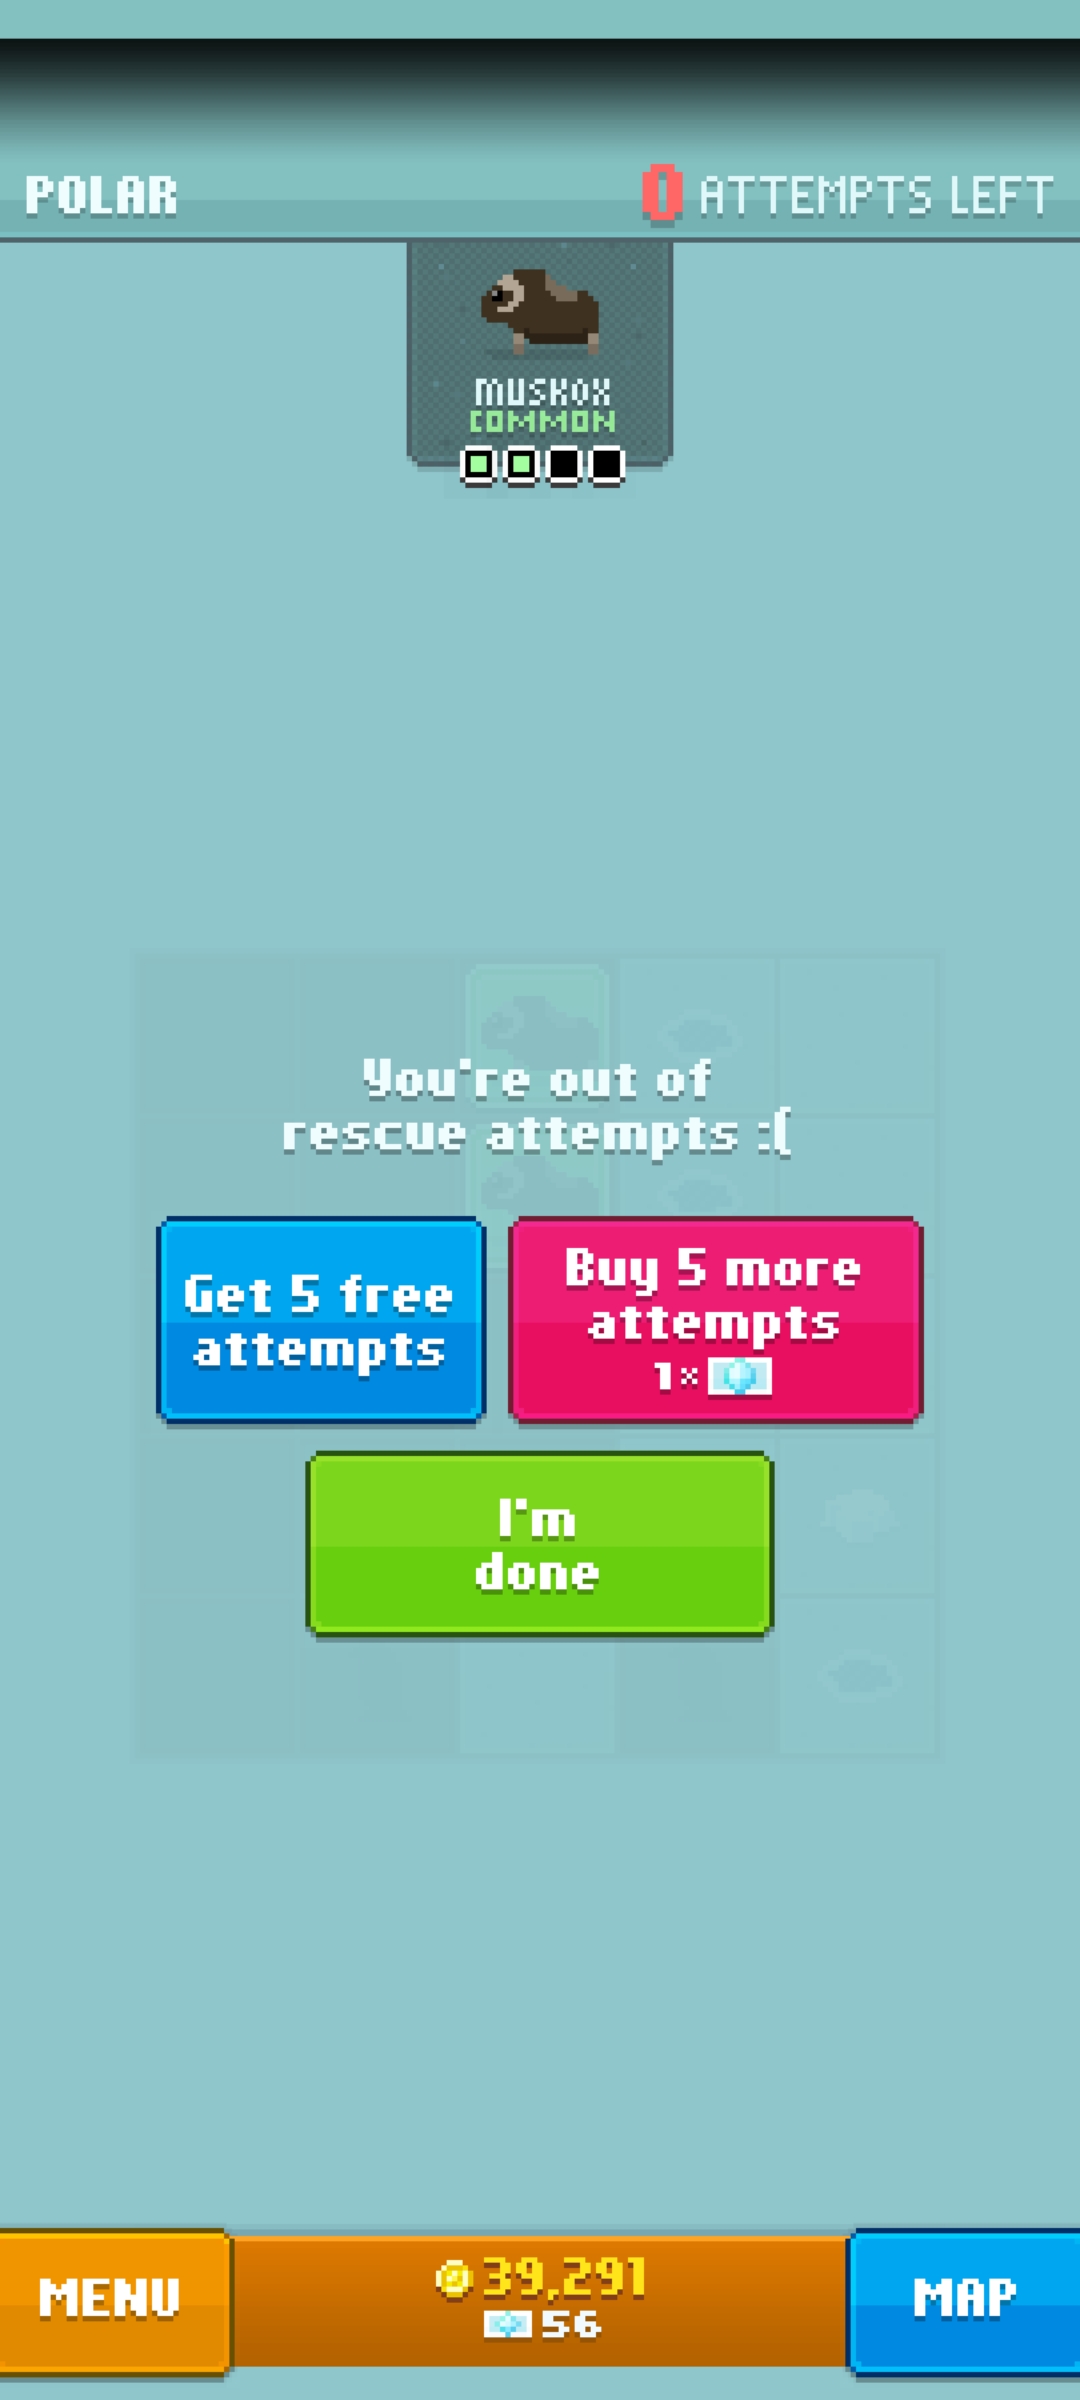 POLAR
0 ATTEMPTS LEFT
MUSKOX
COMMON
You're out of
rescue attempts :(
Get 5 free
attempts
Buy 5 more
attempts
1×
I'm
done
MENU
39,291
56
MAP